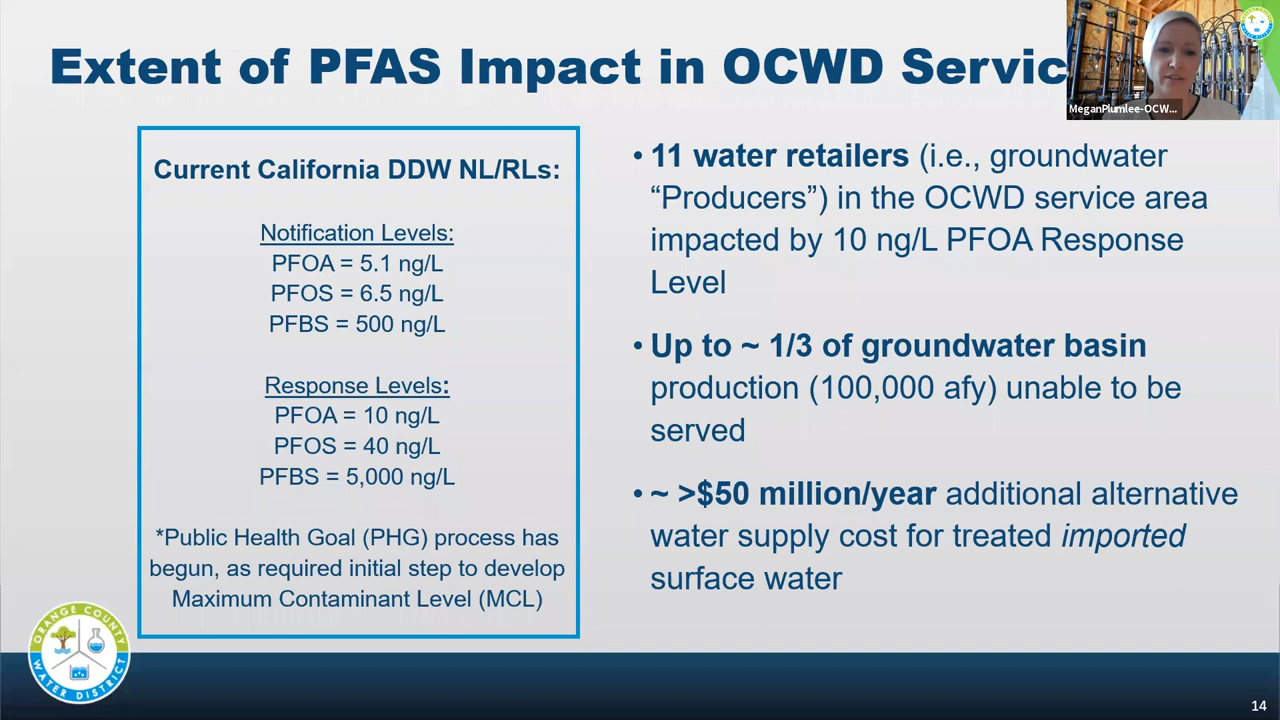 Extent of PFAS Impact in OCWD Servic
MeganPlumlee-OCW...
Current California DDW NL/RLs:
Notification Levels:
PFOA = 5.1 ng/L
PFOS = 6.5 ng/L
PFBS = 500 ng/L
Response Levels:
PFOA = 10 ng/L
PFOS = 40 ng/L
PFBS = 5,000 ng/L
*Public Health Goal (PHG) process has
begun, as required initial step to develop
Maximum Contaminant Level (MCL)
• 11 water retailers (i.e., groundwater
“Producers”) in the OCWD service area
impacted by 10 ng/L PFOA Response
Level
• Up to ~ 1/3 of groundwater basin
production (100,000 afy) unable to be
served
• ~ >$50 million/year additional alternative
water supply cost for treated imported
surface water
ORANGE COUNTY
WATER DISTRICT
14